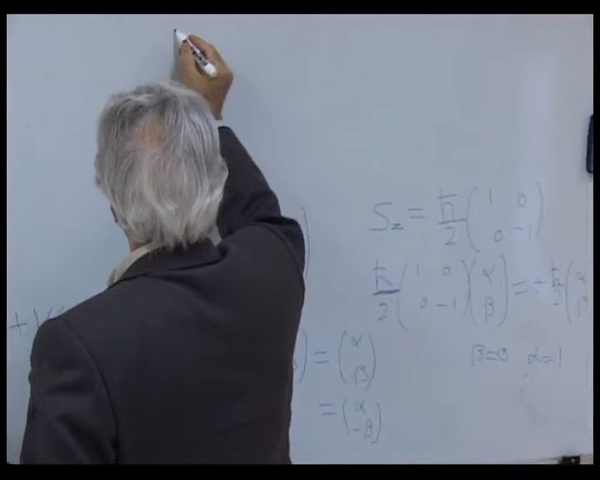 S_z = ħ/2 (1 0
0 -1)
ħ/2 (1 0
0 -1) (α
β) = + ħ/2 (α
β
β=0 α=1
) = (α
β)
= (α
-β)